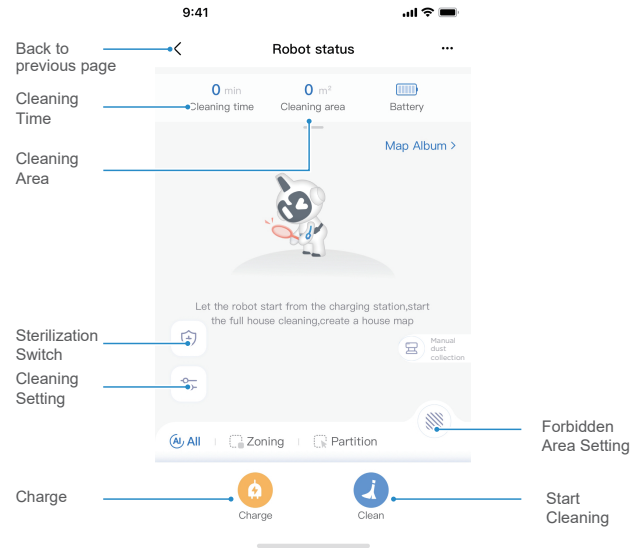 9:41
Back to
previous page
Robot status
Cleaning
Time
0 min
0 m²
Cleaning time
Cleaning area
Battery
Cleaning
Area
Map Album >
Let the robot start from the charging station,start
the full house cleaning,create a house map
Sterilization
Switch
Manual
dust
collection
Cleaning
Setting
Forbidden
Area Setting
AI All
Zoning
Partition
Charge
Charge
Clean
Start
Cleaning